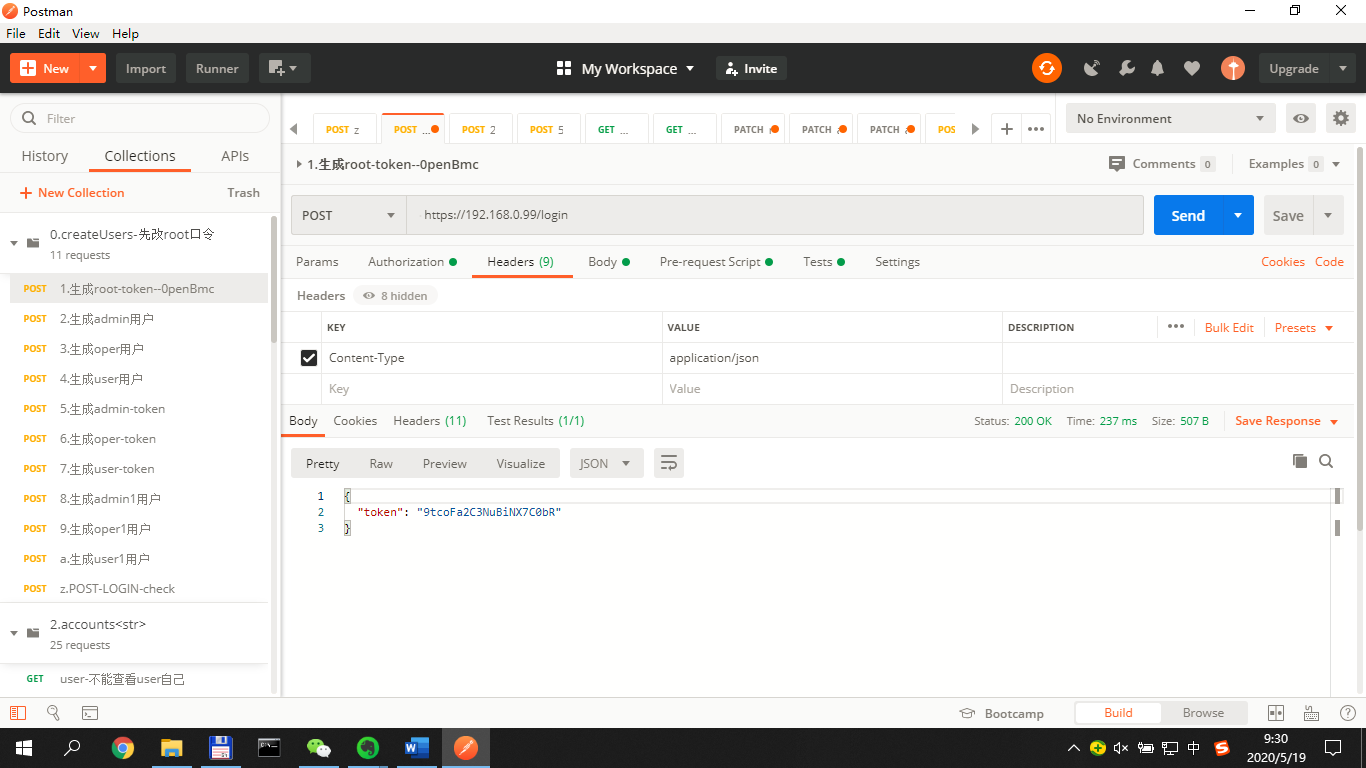 Postman
File Edit View Help
New Import Runner My Workspace Invite Upgrade
Filter
History Collections APIs
New Collection Trash
0.createUsers-先改root口令
11 requests
POST 1.生成root-token--0penBmc
POST 2.生成admin用户
POST 3.生成oper用户
POST 4.生成user用户
POST 5.生成admin-token
POST 6.生成oper-token
POST 7.生成user-token
POST 8.生成admin1用户
POST 9.生成oper1用户
POST a.生成user1用户
POST z.POST-LOGIN-check
2.accounts<str>
25 requests
GET user-不能查看user自己
POST z POST ... POST 2 POST 5 GET ... GET ... PATCH PATCH PATCH POS
No Environment
1.生成root-token--0penBmc
Comments 0 Examples 0
POST https://192.168.0.99/login Send Save
Params Authorization Headers (9) Body Pre-request Script Tests Settings Cookies Code
Headers 8 hidden
KEY VALUE DESCRIPTION Bulk Edit Presets
Content-Type application/json
Key Value Description
Body Cookies Headers (11) Test Results (1/1) Status: 200 OK Time: 237 ms Size: 507 B Save Response
Pretty Raw Preview Visualize JSON
1 {
2 "token": "9tcoFa2C3NuBiNX7C0bR"
3 }
Bootcamp Build Browse
中 9:30
2020/5/19